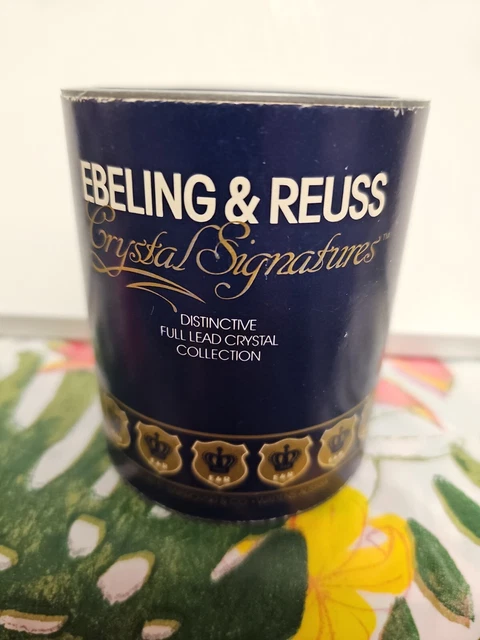 EBELING & REUSS
Crystal Signatures™
DISTINCTIVE
FULL LEAD CRYSTAL
COLLECTION